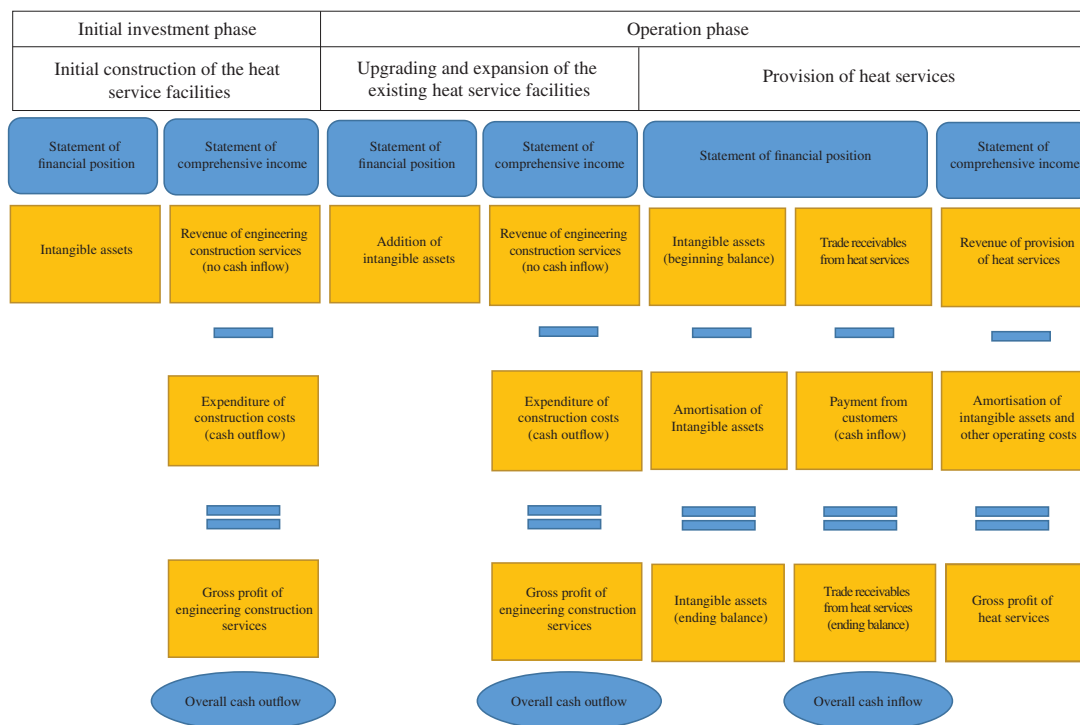 Initial investment phase
Operation phase
Initial construction of the heat
service facilities
Upgrading and expansion of the
existing heat service facilities
Provision of heat services
Statement of
financial position
Statement of
comprehensive income
Statement of
financial position
Statement of
comprehensive income
Statement of financial position
Statement of
comprehensive income
Intangible assets
Revenue of engineering
construction services
(no cash inflow)
Addition of
intangible assets
Revenue of engineering
construction services
(no cash inflow)
Intangible assets
(beginning balance)
Trade receivables
from heat services
Revenue of provision
of heat services
Expenditure of
construction costs
(cash outflow)
Expenditure of
construction costs
(cash outflow)
Amortisation of
Intangible assets
Payment from
customers
(cash inflow)
Amortisation of
intangible assets and
other operating costs
Gross profit of
engineering construction
services
Gross profit of
engineering construction
services
Intangible assets
(ending balance)
Trade receivables
from heat services
(ending balance)
Gross profit of
heat services
Overall cash outflow
Overall cash outflow
Overall cash inflow